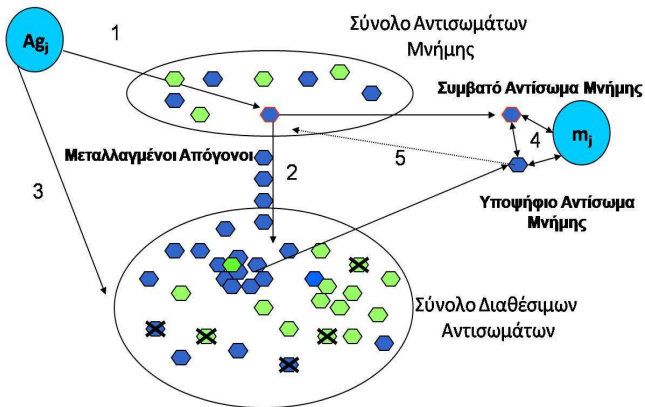 Ag_j
1
Σύνολο Αντισωμάτων
Μνήμης
Συμβατό Αντίσωμα Μνήμης
m_j
4
5
Μεταλλαγμένοι Απόγονοι
2
3
Υποψήφιο Αντίσωμα
Μνήμης
Σύνολο Διαθέσιμων
Αντισωμάτων